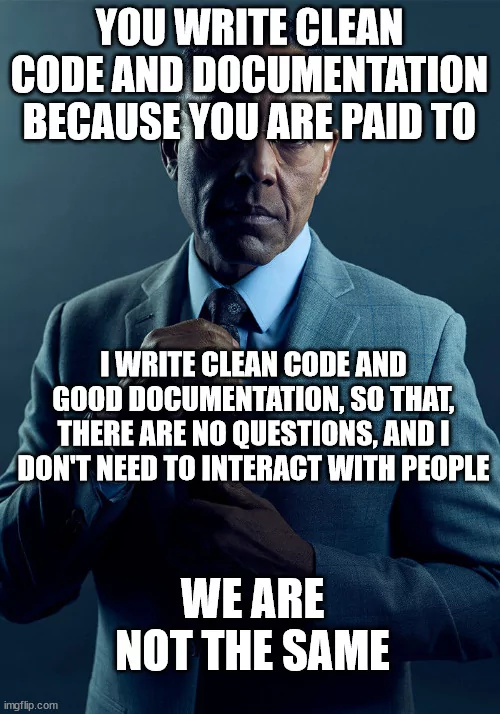 YOU WRITE CLEAN
CODE AND DOCUMENTATION
BECAUSE YOU ARE PAID TO
I WRITE CLEAN CODE AND
GOOD DOCUMENTATION, SO THAT,
THERE ARE NO QUESTIONS, AND I
DON'T NEED TO INTERACT WITH PEOPLE
WE ARE
NOT THE SAME
imgflip.com